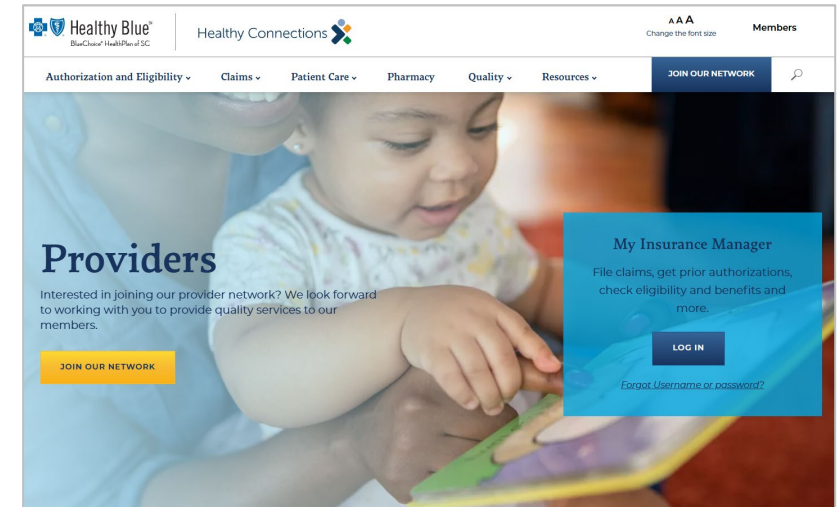 Healthy Blue℠
BlueChoice® HealthPlan of SC
Healthy Connections
A A A
Change the font size
Members
Authorization and Eligibility
Claims
Patient Care
Pharmacy
Quality
Resources
JOIN OUR NETWORK
Providers
Interested in joining our provider network? We look forward
to working with you to provide quality services to our
members.
JOIN OUR NETWORK
My Insurance Manager
File claims, get prior authorizations,
check eligibility and benefits and
more.
LOG IN
Forgot Username or password?